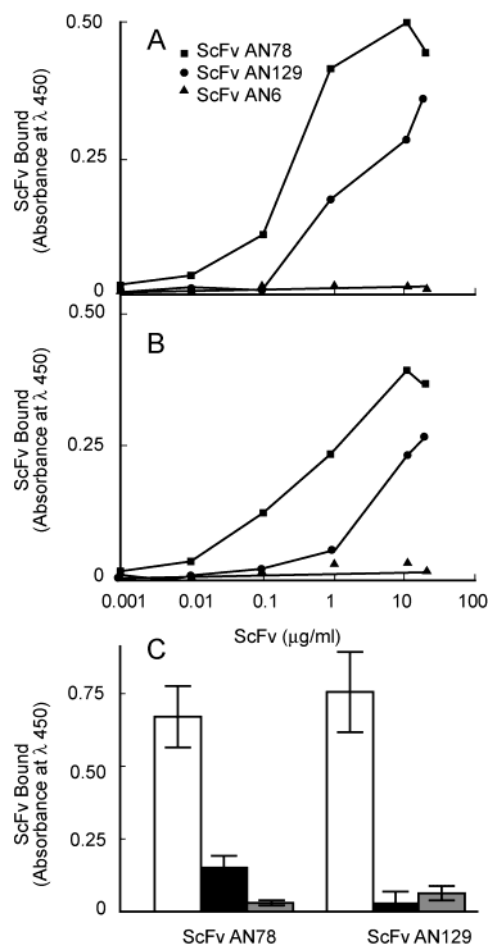 A
ScFv AN78
ScFv AN129
ScFv AN6
0.50
0.25
0
ScFv Bound
(Absorbance at λ 450)
B
0.50
0.25
0
ScFv Bound
(Absorbance at λ 450)
0.001 0.01 0.1 1 10 100
ScFv (μg/ml)
C
0.75
0.50
0.25
0
ScFv Bound
(Absorbance at λ 450)
ScFv AN78 ScFv AN129